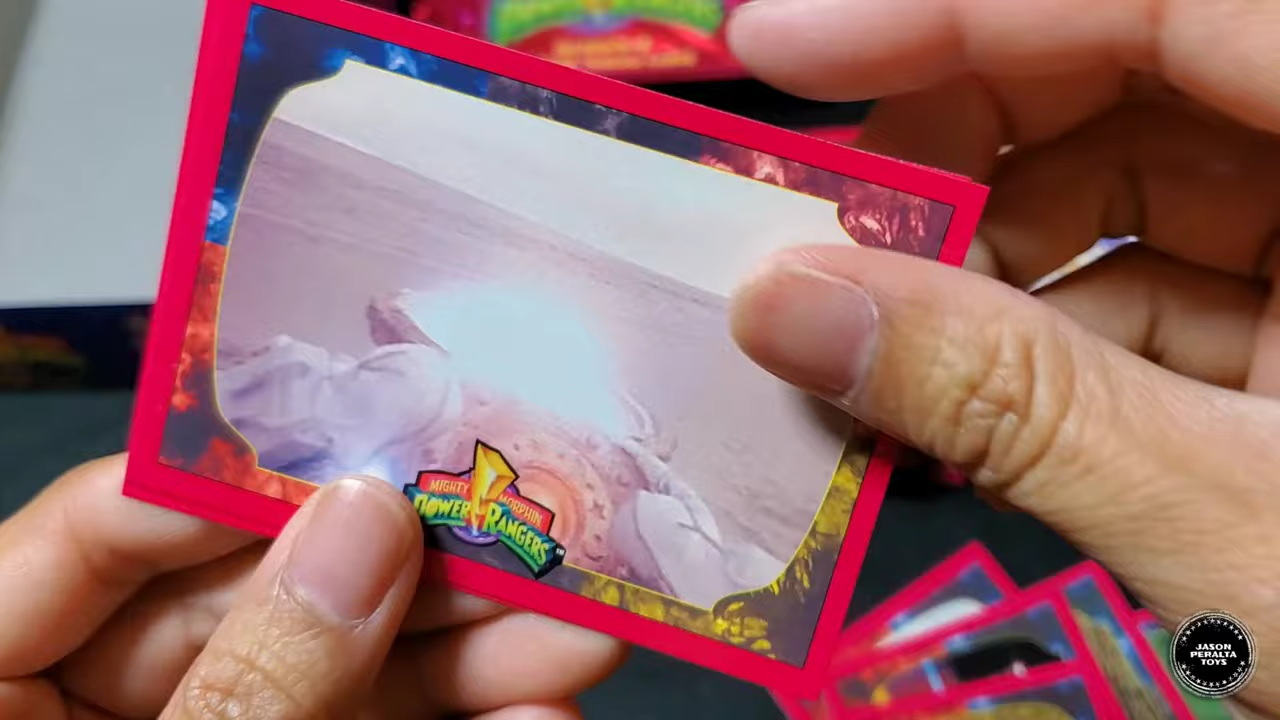 MIGHTY MORPHIN
POWER RANGERS
JASON
PERALTA
TOYS